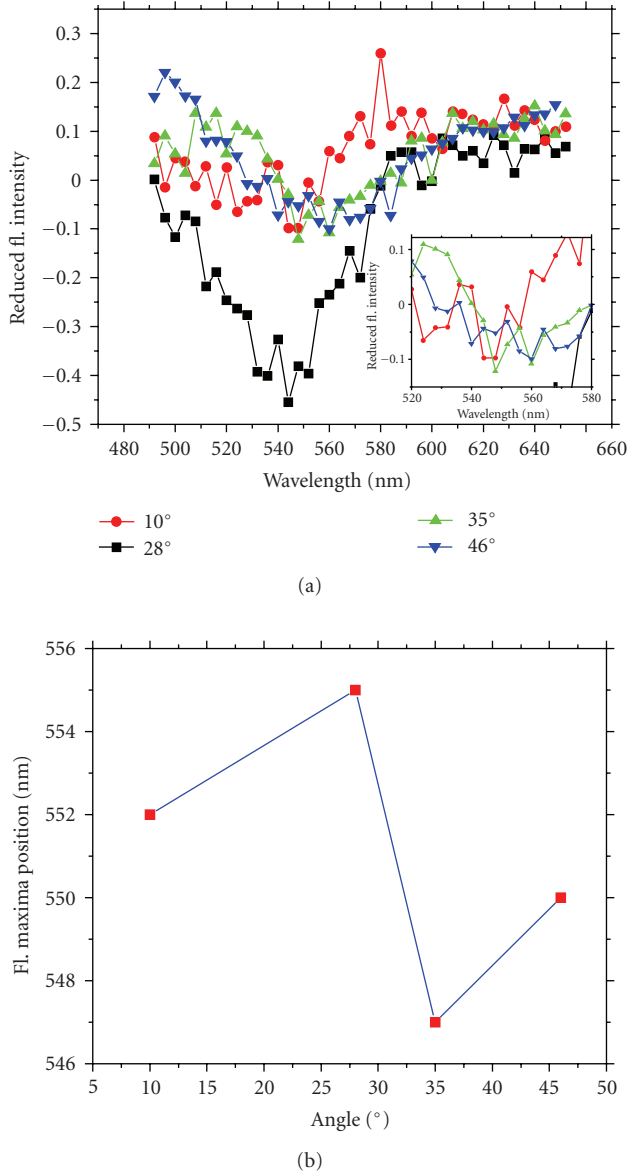 0.3
0.2
0.1
0
−0.1
−0.2
−0.3
−0.4
−0.5
Reduced fl. intensity
480 500 520 540 560 580 600 620 640 660
Wavelength (nm)
0.1
0
−0.1
Reduced fl. intensity
520 540 560 580
Wavelength (nm)
10°
28°
35°
46°
(a)
556
554
552
550
548
546
Fl. maxima position (nm)
5 10 15 20 25 30 35 40 45 50
Angle (°)
(b)